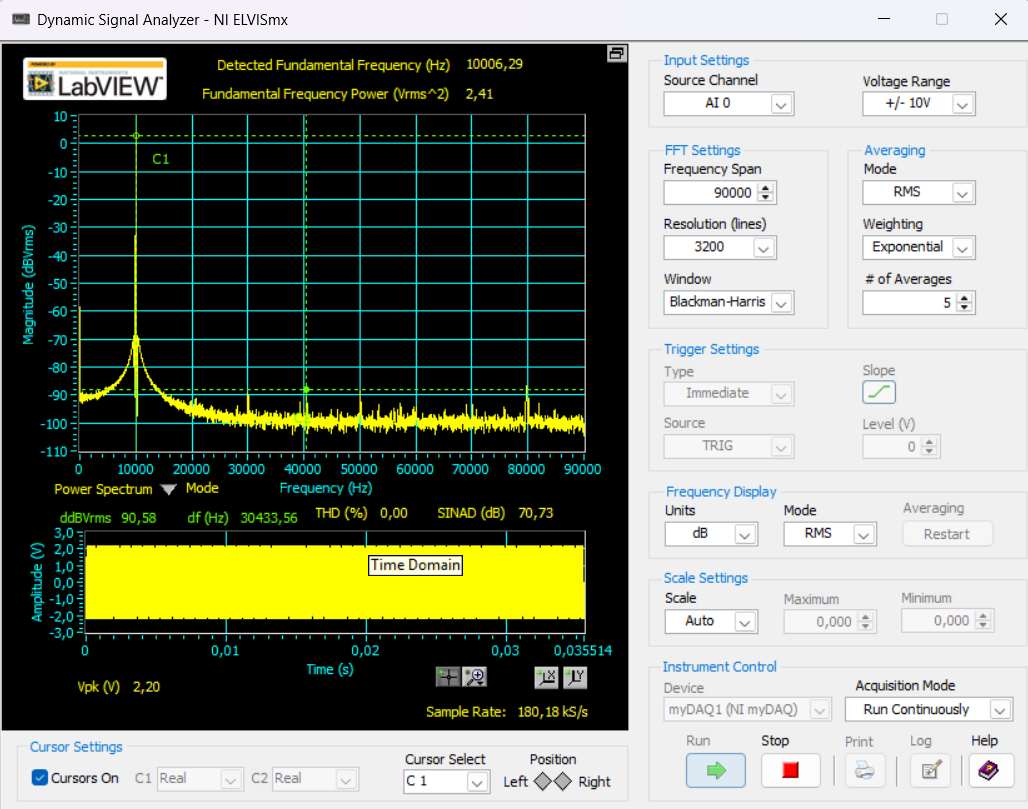 Dynamic Signal Analyzer - NI ELVISmx
POWERED BY
NATIONAL INSTRUMENTS
LabVIEW™
Detected Fundamental Frequency (Hz) 10006,29
Fundamental Frequency Power (Vrms^2) 2,41
Magnitude (dBVrms)
10
0
-10
-20
-30
-40
-50
-60
-70
-80
-90
-100
-110
C1
0 10000 20000 30000 40000 50000 60000 70000 80000 90000
Power Spectrum Mode Frequency (Hz)
ddBVrms 90,58 df (Hz) 30433,56 THD (%) 0,00 SINAD (dB) 70,73
Amplitude (V)
3,0
2,0
1,0
0,0
-1,0
-2,0
-3,0
Time Domain
0 0,01 0,02 0,03 0,035514
Time (s)
Vpk (V) 2,20
Sample Rate: 180,18 kS/s
Cursor Settings
Cursors On C1 Real C2 Real
Cursor Select
C 1
Position
Left Right
Input Settings
Source Channel
AI 0
Voltage Range
+/- 10V
FFT Settings
Frequency Span
90000
Resolution (lines)
3200
Window
Blackman-Harris
Averaging
Mode
RMS
Weighting
Exponential
# of Averages
5
Trigger Settings
Type
Immediate
Slope
Source
TRIG
Level (V)
0
Frequency Display
Units
dB
Mode
RMS
Averaging
Restart
Scale Settings
Scale
Auto
Maximum
0,000
Minimum
0,000
Instrument Control
Device
myDAQ1 (NI myDAQ)
Acquisition Mode
Run Continuously
Run Stop Print Log Help